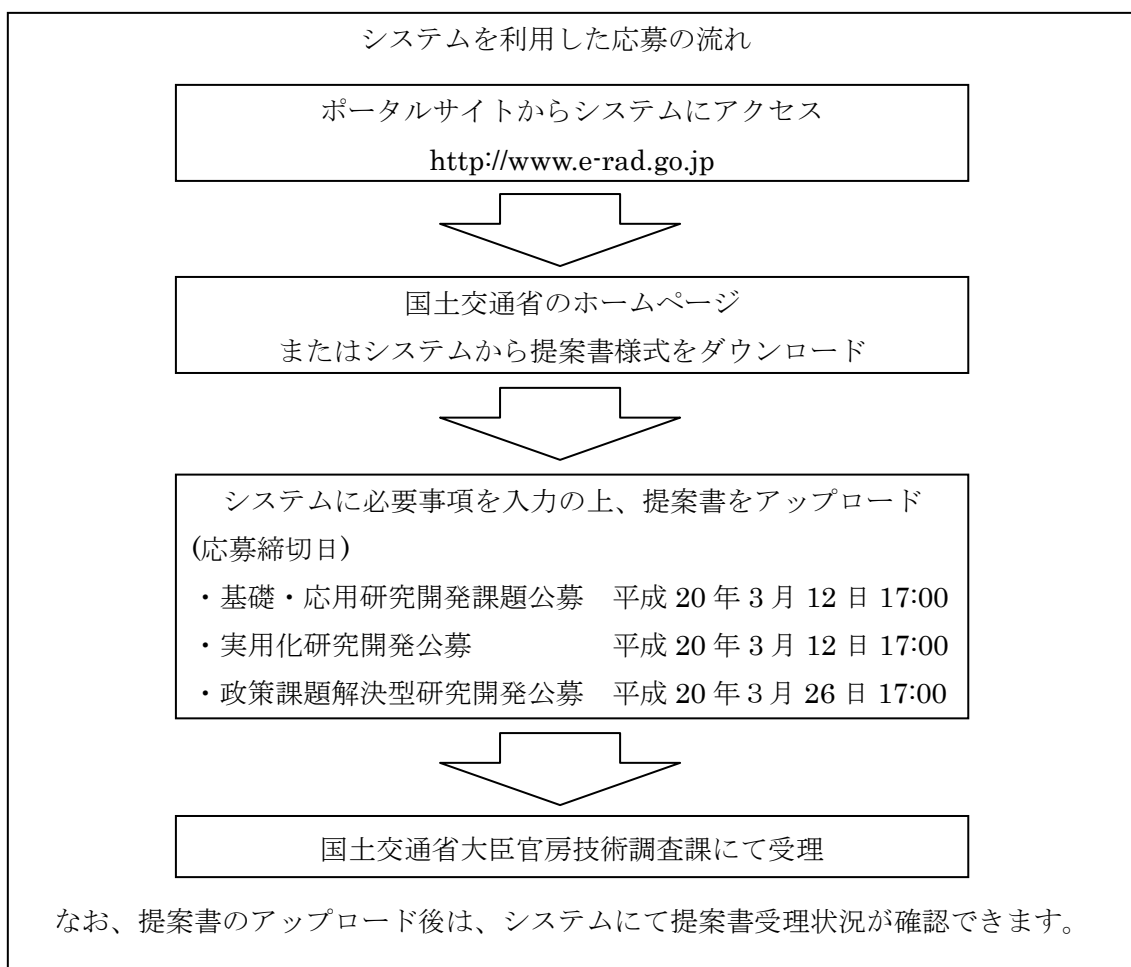 システムを利用した応募の流れ
ポータルサイトからシステムにアクセス
http://www.e-rad.go.jp
国土交通省のホームページ
またはシステムから提案書様式をダウンロード
システムに必要事項を入力の上、提案書をアップロード
(応募締切日)
・基礎・応用研究開発課題公募　平成 20 年 3 月 12 日 17:00
・実用化研究開発公募　平成 20 年 3 月 12 日 17:00
・政策課題解決型研究開発公募　平成 20 年３月 26 日 17:00
国土交通省大臣官房技術調査課にて受理
なお、提案書のアップロード後は、システムにて提案書受理状況が確認できます。